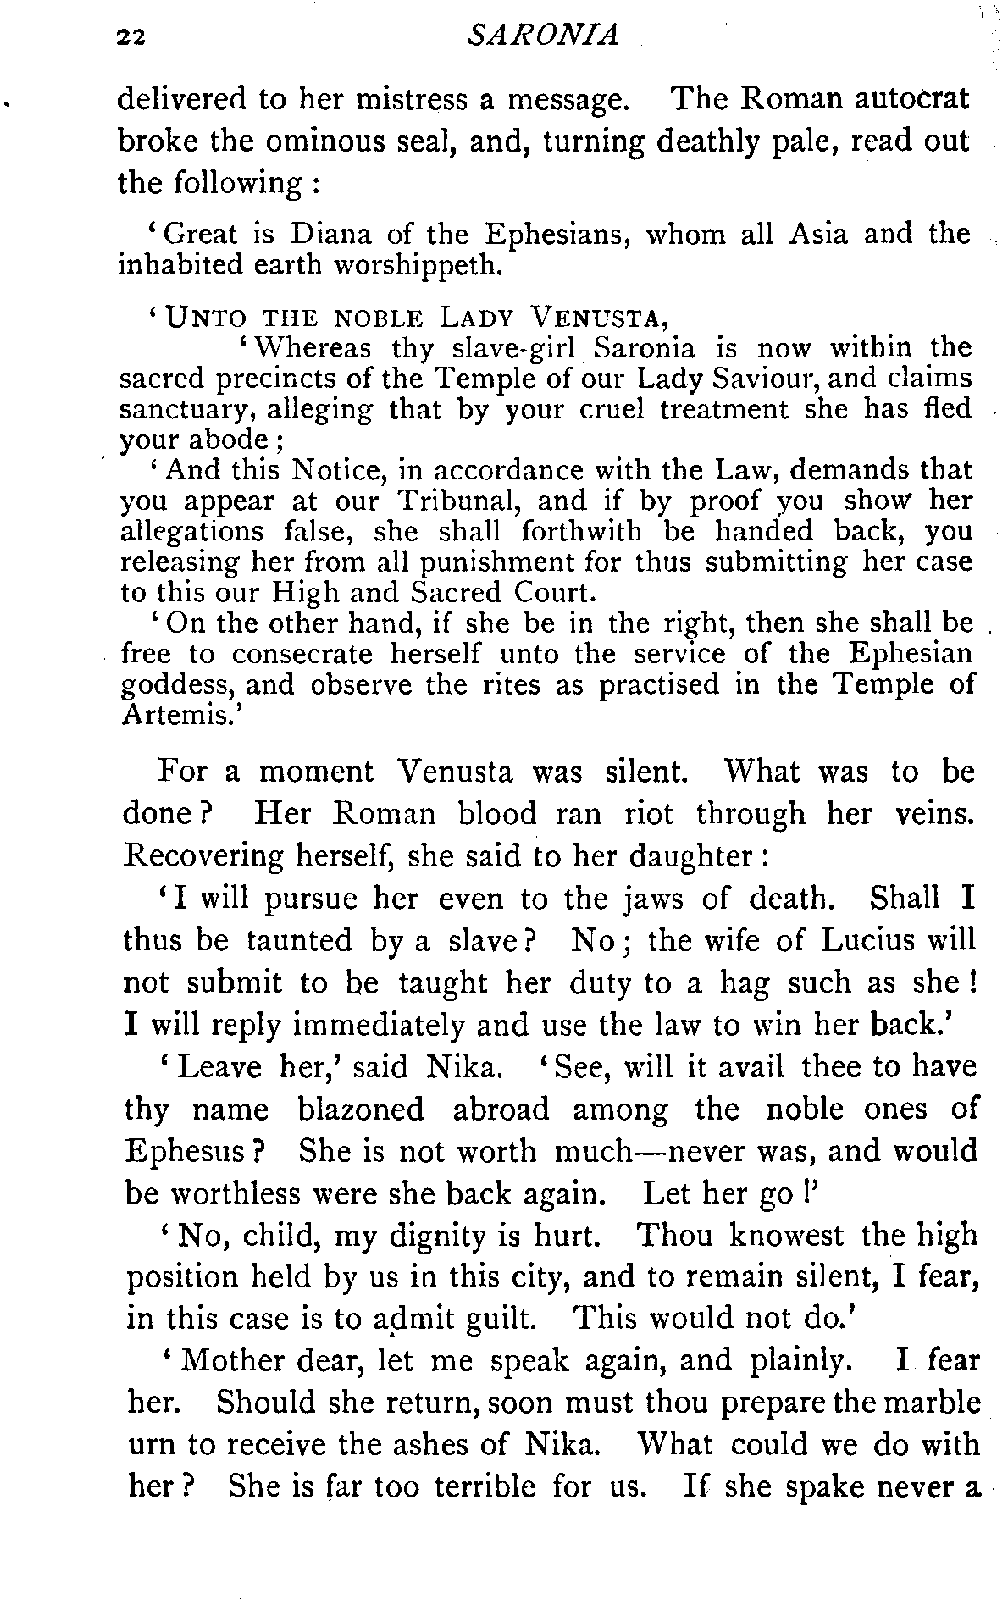 22 SARONIA
delivered to her mistress a message. The Roman autocrat
broke the ominous seal, and, turning deathly pale, read out
the following :
‘ Great is Diana of the Ephesians, whom all Asia and the
inhabited earth worshippeth.
‘ UNTO THE NOBLE LADY VENUSTA,
‘ Whereas thy slave-girl Saronia is now within the
sacred precincts of the Temple of our Lady Saviour, and claims
sanctuary, alleging that by your cruel treatment she has fled
your abode ;
‘ And this Notice, in accordance with the Law, demands that
you appear at our Tribunal, and if by proof you show her
allegations false, she shall forthwith be handed back, you
releasing her from all punishment for thus submitting her case
to this our High and Sacred Court.
‘ On the other hand, if she be in the right, then she shall be
free to consecrate herself unto the service of the Ephesian
goddess, and observe the rites as practised in the Temple of
Artemis.’
For a moment Venusta was silent. What was to be
done ? Her Roman blood ran riot through her veins.
Recovering herself, she said to her daughter :
‘ I will pursue her even to the jaws of death. Shall I
thus be taunted by a slave ? No ; the wife of Lucius will
not submit to be taught her duty to a hag such as she !
I will reply immediately and use the law to win her back.’
‘ Leave her,’ said Nika. ‘ See, will it avail thee to have
thy name blazoned abroad among the noble ones of
Ephesus ? She is not worth much—never was, and would
be worthless were she back again. Let her go !’
‘ No, child, my dignity is hurt. Thou knowest the high
position held by us in this city, and to remain silent, I fear,
in this case is to admit guilt. This would not do.’
‘ Mother dear, let me speak again, and plainly. I fear
her. Should she return, soon must thou prepare the marble
urn to receive the ashes of Nika. What could we do with
her ? She is far too terrible for us. If she spake never a